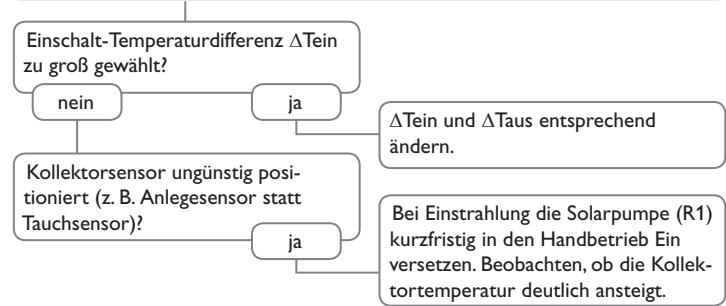 Einschalt-Temperaturdifferenz ΔTein
zu groß gewählt?
nein
ja
ΔTein und ΔTaus entsprechend
ändern.
Kollektorsensor ungünstig posi-
tioniert (z. B. Anlegesensor statt
Tauchsensor)?
ja
Bei Einstrahlung die Solarpumpe (R1)
kurzfristig in den Handbetrieb Ein
versetzen. Beobachten, ob die Kollek-
tortemperatur deutlich ansteigt.